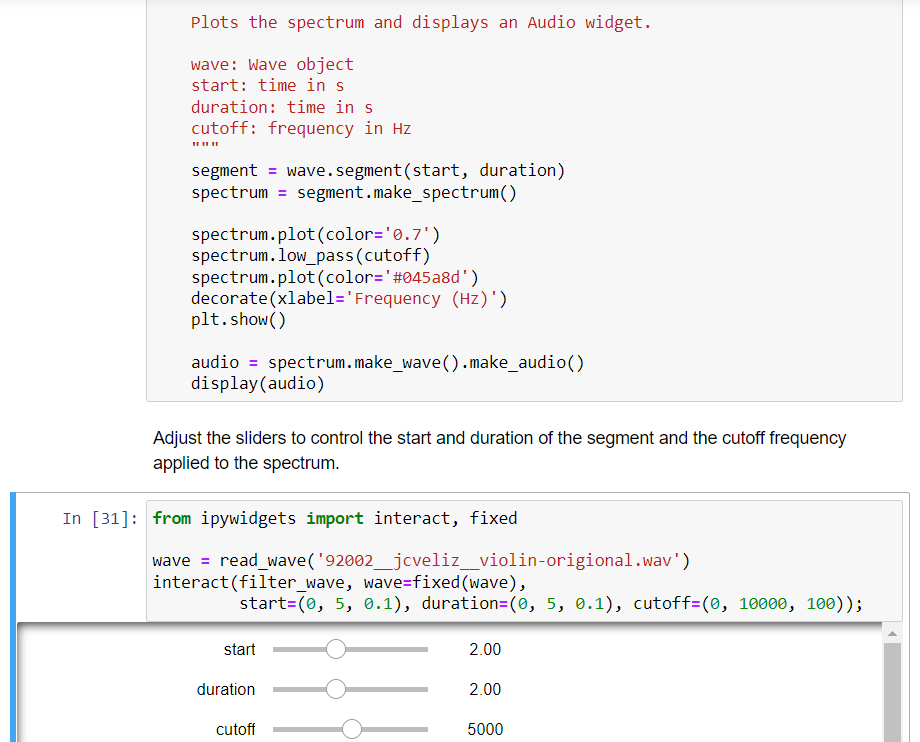 Plots the spectrum and displays an Audio widget.
wave: Wave object
start: time in s
duration: time in s
cutoff: frequency in Hz
"""
segment = wave.segment(start, duration)
spectrum = segment.make_spectrum()
spectrum.plot(color='0.7')
spectrum.low_pass(cutoff)
spectrum.plot(color='#045a8d')
decorate(xlabel='Frequency (Hz)')
plt.show()
audio = spectrum.make_wave().make_audio()
display(audio)
Adjust the sliders to control the start and duration of the segment and the cutoff frequency
applied to the spectrum.
In [31]: from ipywidgets import interact, fixed
wave = read_wave('92002__jcveliz__violin-origional.wav')
interact(filter_wave, wave=fixed(wave),
start=(0, 5, 0.1), duration=(0, 5, 0.1), cutoff=(0, 10000, 100));
start 2.00
duration 2.00
cutoff 5000